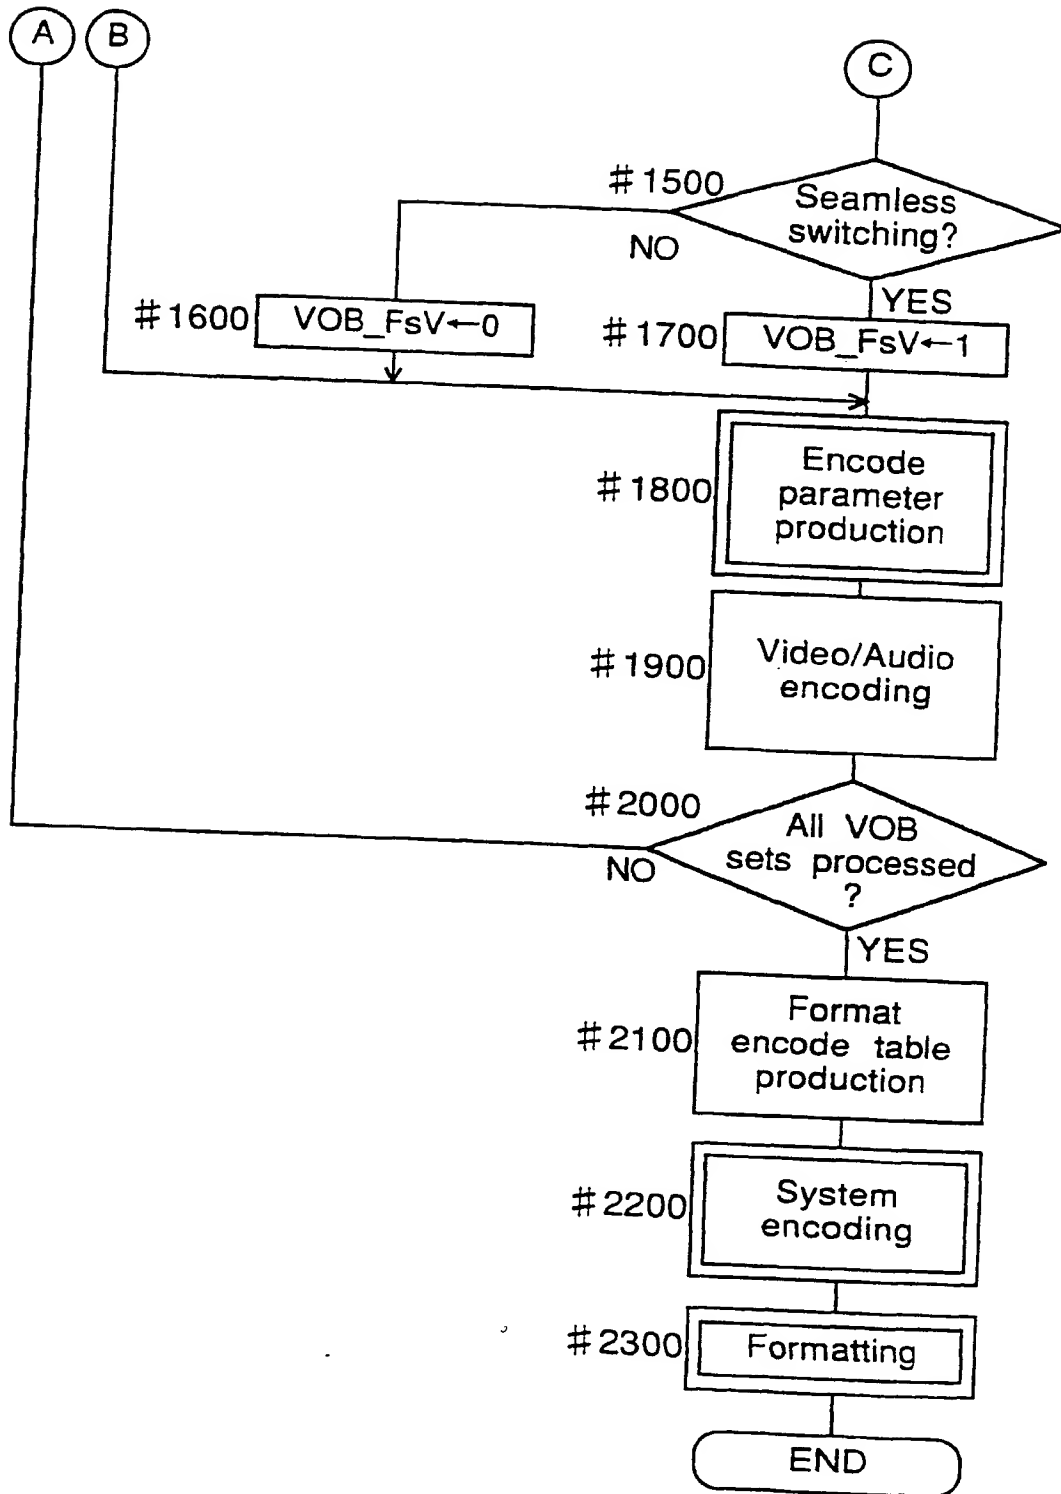 A B
C
#1500
Seamless
switching?
NO
YES
#1600
VOB_FsV←0
#1700
VOB_FsV←1
#1800
Encode
parameter
production
#1900
Video/Audio
encoding
#2000
All VOB
sets processed
?
NO
YES
#2100
Format
encode table
production
#2200
System
encoding
#2300
Formatting
END